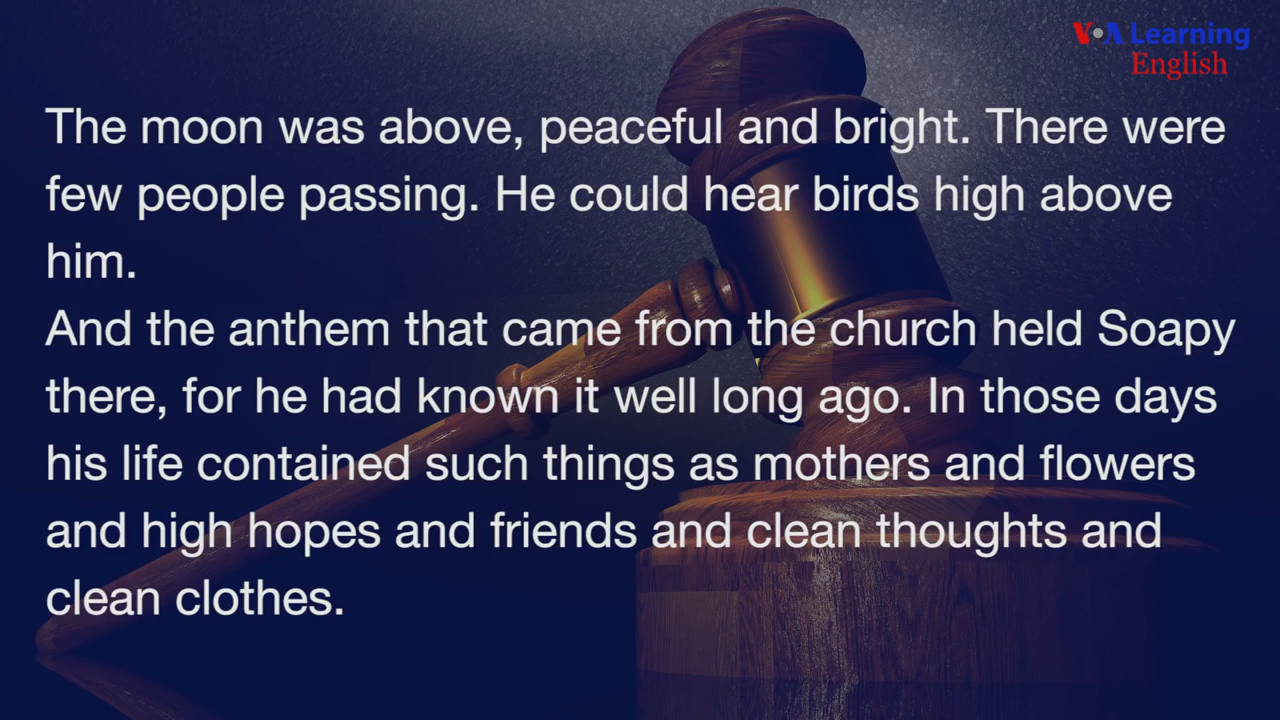 VOA Learning
English
The moon was above, peaceful and bright. There were
few people passing. He could hear birds high above
him.
And the anthem that came from the church held Soapy
there, for he had known it well long ago. In those days
his life contained such things as mothers and flowers
and high hopes and friends and clean thoughts and
clean clothes.